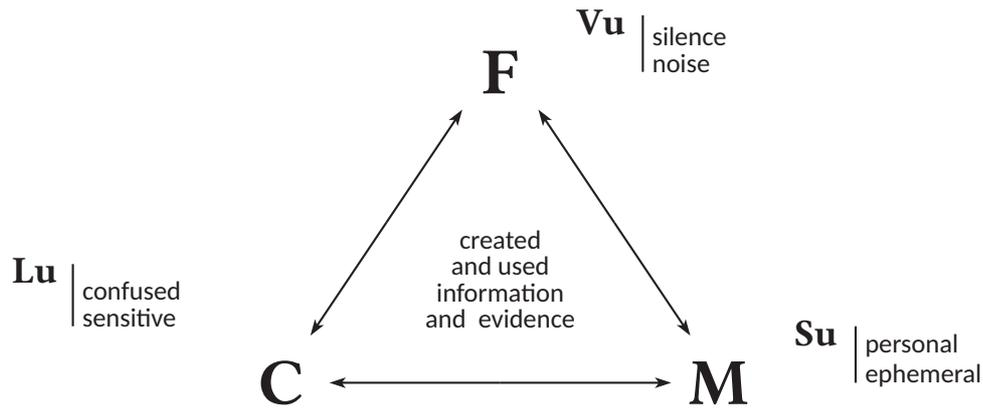 Vu
silence
noise
F
created
and used
information
and evidence
Lu
confused
sensitive
Su
personal
ephemeral
C
M